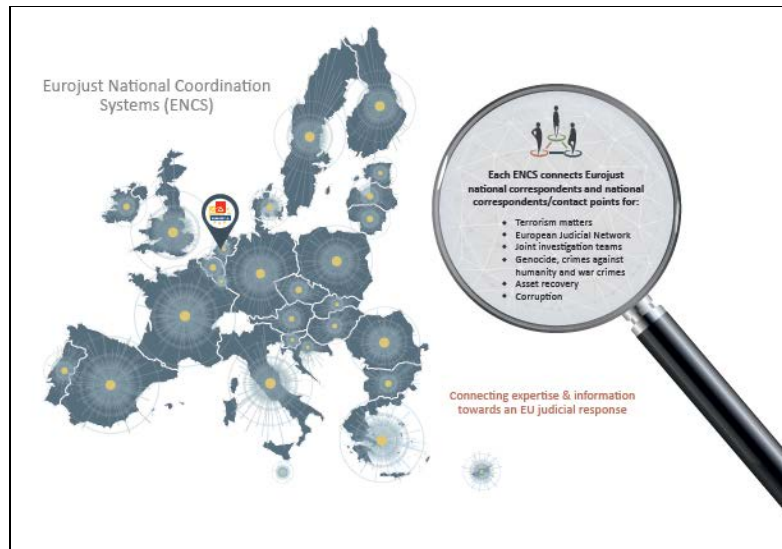 Eurojust National Coordination
Systems (ENCS)
Each ENCS connects Eurojust
national correspondents and national
correspondents/contact points for:
Terrorism matters
European Judicial Network
Joint investigation teams
Genocide, crimes against
humanity and war crimes
Asset recovery
Corruption
Connecting expertise & information
towards an EU judicial response